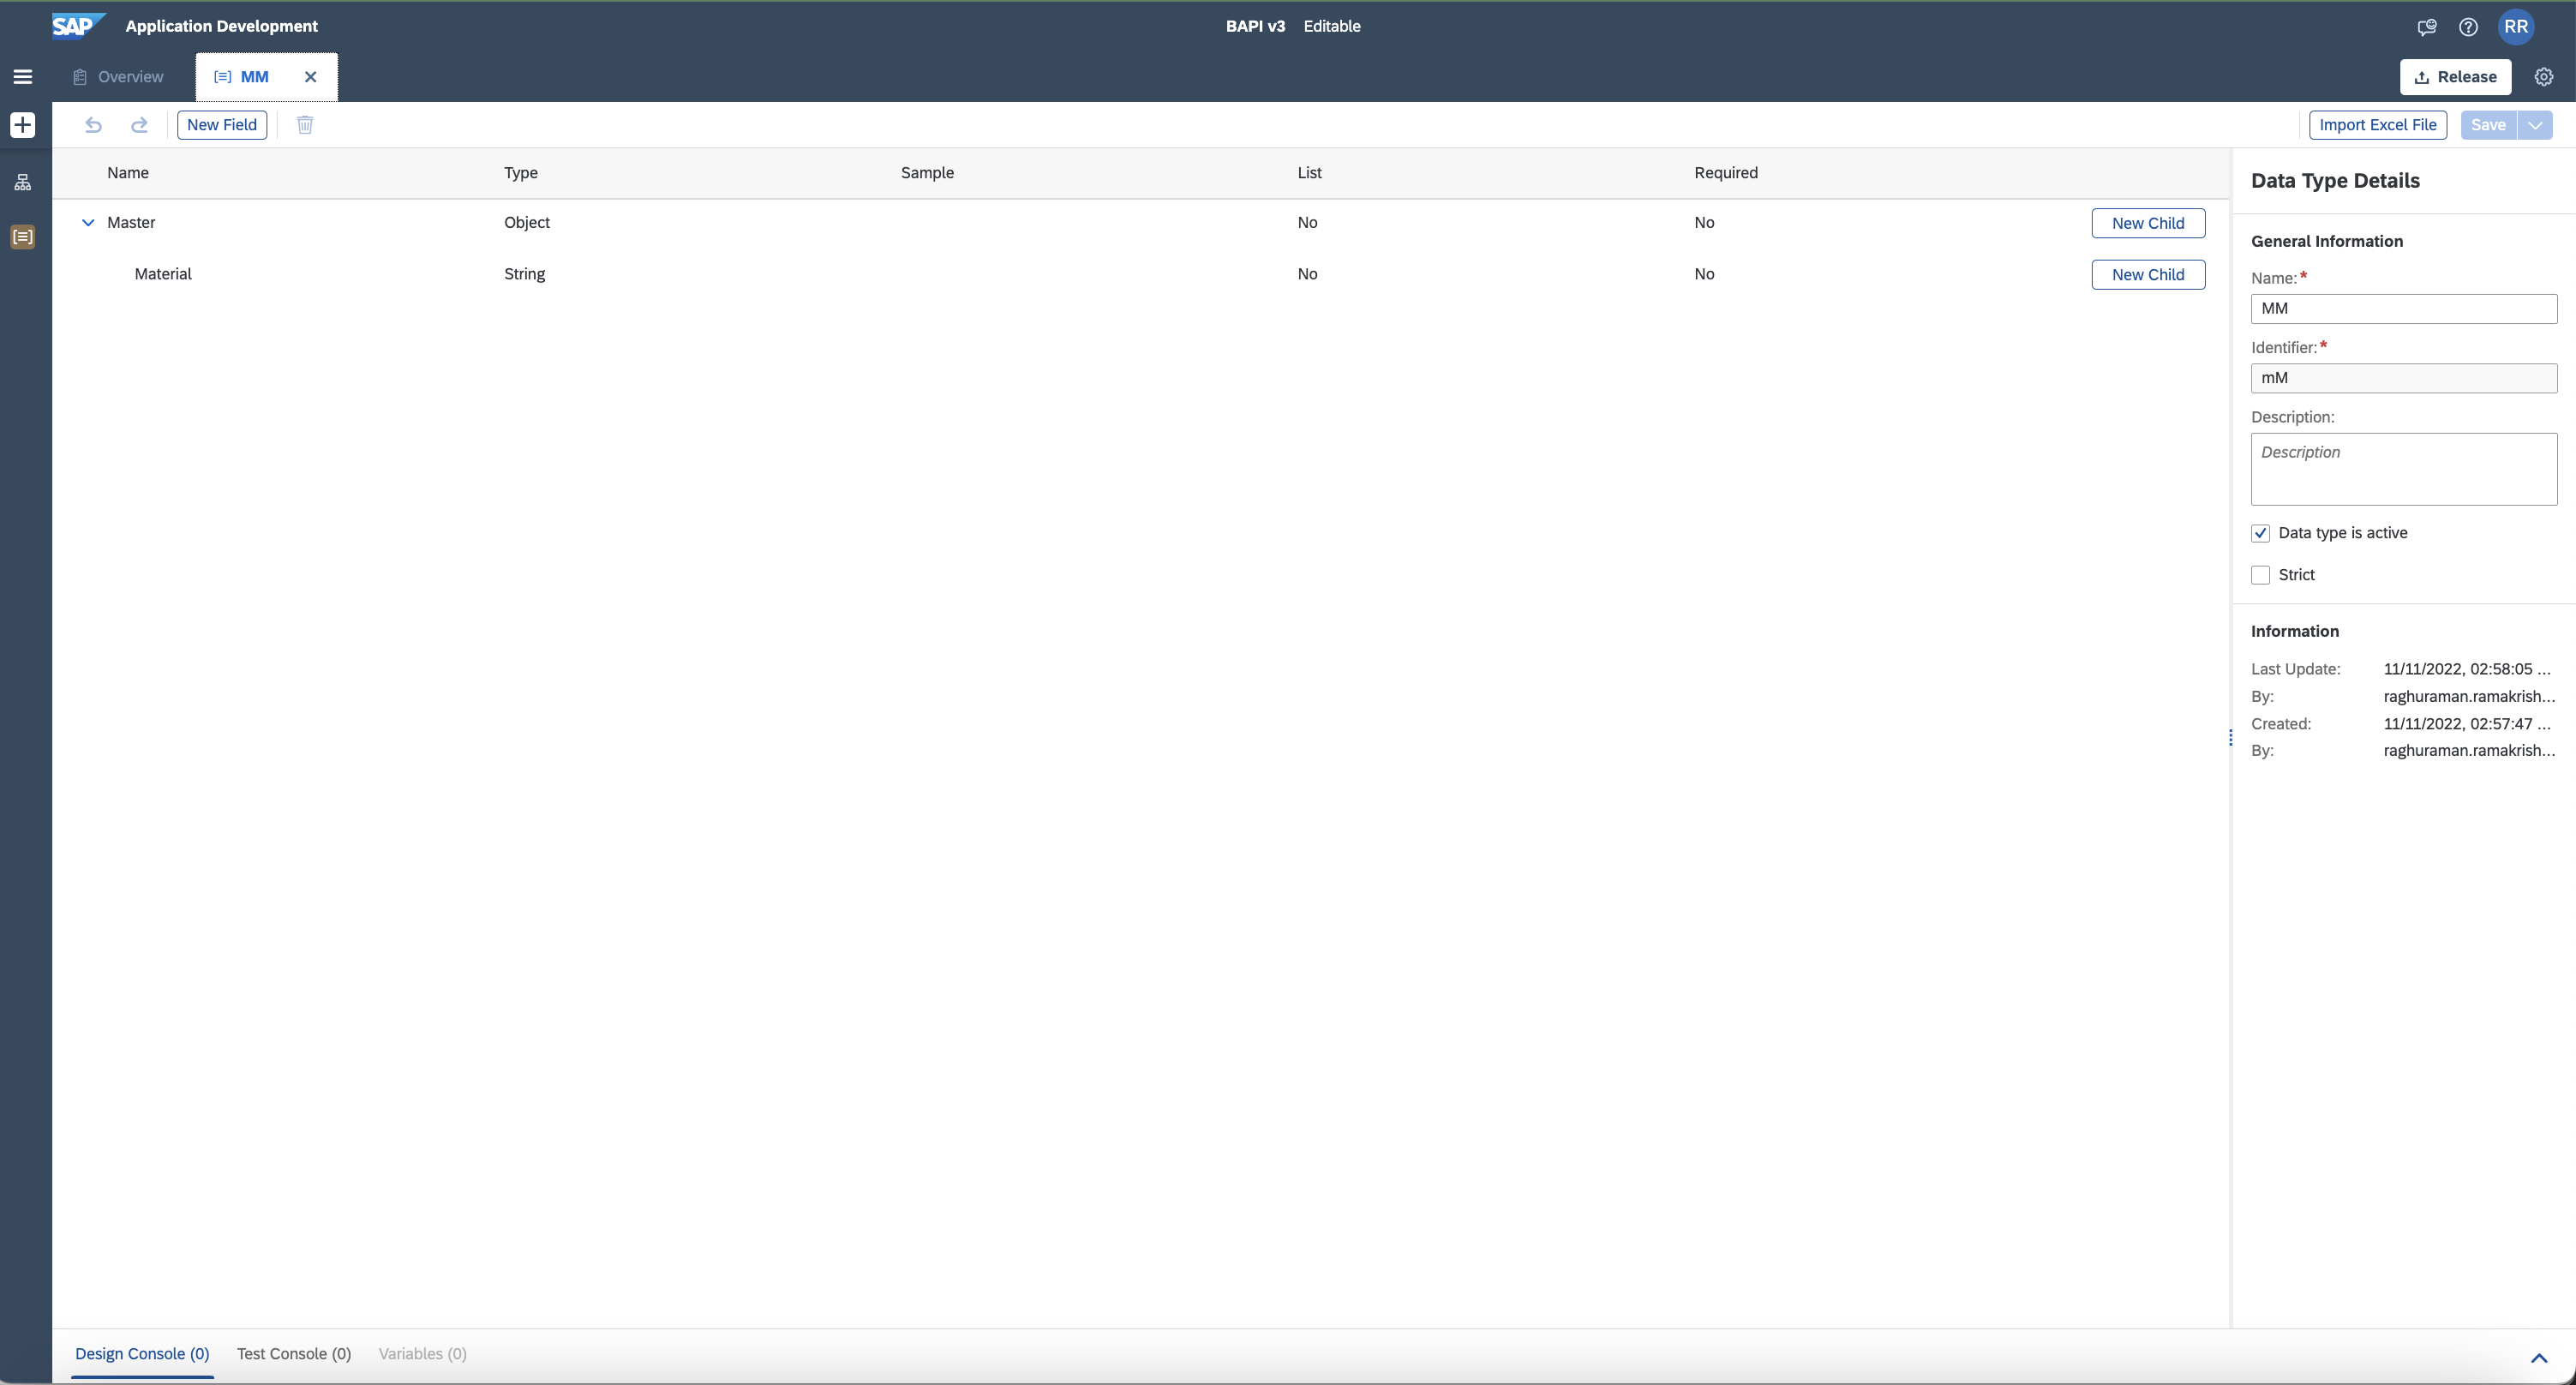 SAP Application Development BAPI v3 Editable RR
Overview MM Release
New Field Import Excel File Save
Name Type Sample List Required
Master Object No No New Child
Material String No No New Child
Data Type Details
General Information
Name:*
MM
Identifier:*
mM
Description:
Description
Data type is active
Strict
Information
Last Update: 11/11/2022, 02:58:05 ...
By: raghuraman.ramakrish...
Created: 11/11/2022, 02:57:47 ...
By: raghuraman.ramakrish...
Design Console (0) Test Console (0) Variables (0)